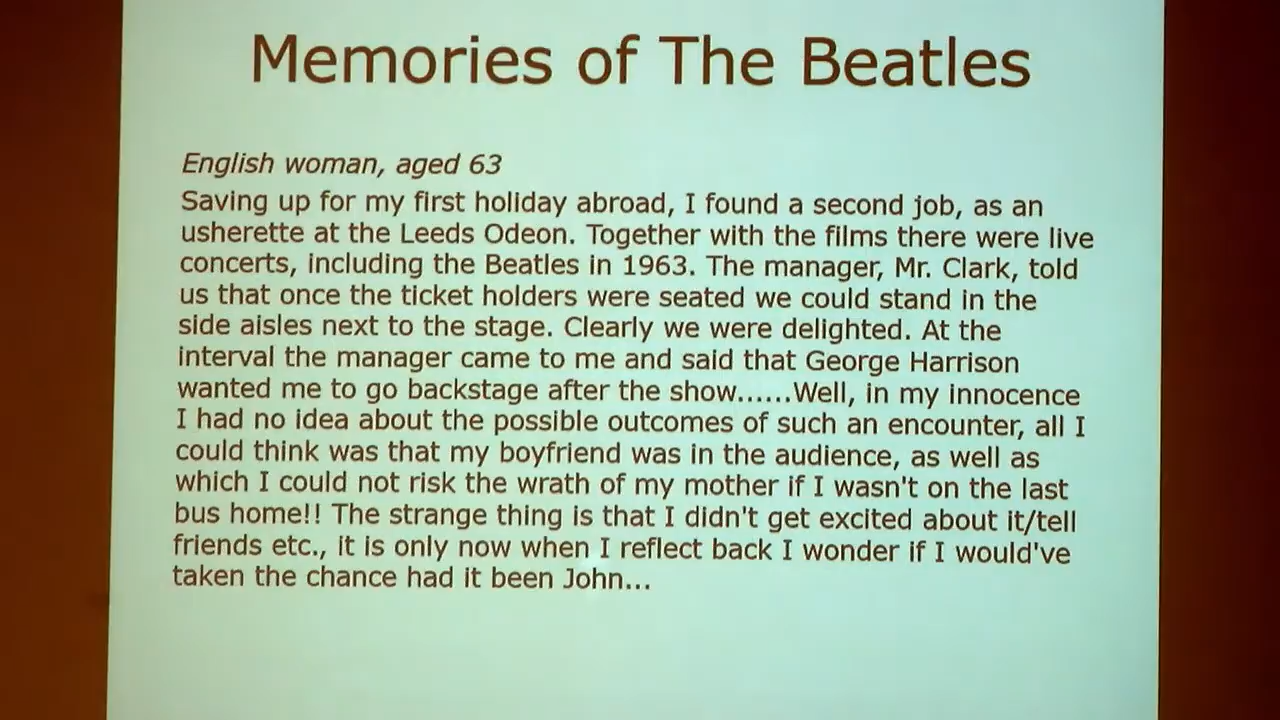 Memories of The Beatles
English woman, aged 63
Saving up for my first holiday abroad, I found a second job, as an
usherette at the Leeds Odeon. Together with the films there were live
concerts, including the Beatles in 1963. The manager, Mr. Clark, told
us that once the ticket holders were seated we could stand in the
side aisles next to the stage. Clearly we were delighted. At the
interval the manager came to me and said that George Harrison
wanted me to go backstage after the show......Well, in my innocence
I had no idea about the possible outcomes of such an encounter, all I
could think was that my boyfriend was in the audience, as well as
which I could not risk the wrath of my mother if I wasn't on the last
bus home!! The strange thing is that I didn't get excited about it/tell
friends etc., it is only now when I reflect back I wonder if I would've
taken the chance had it been John...